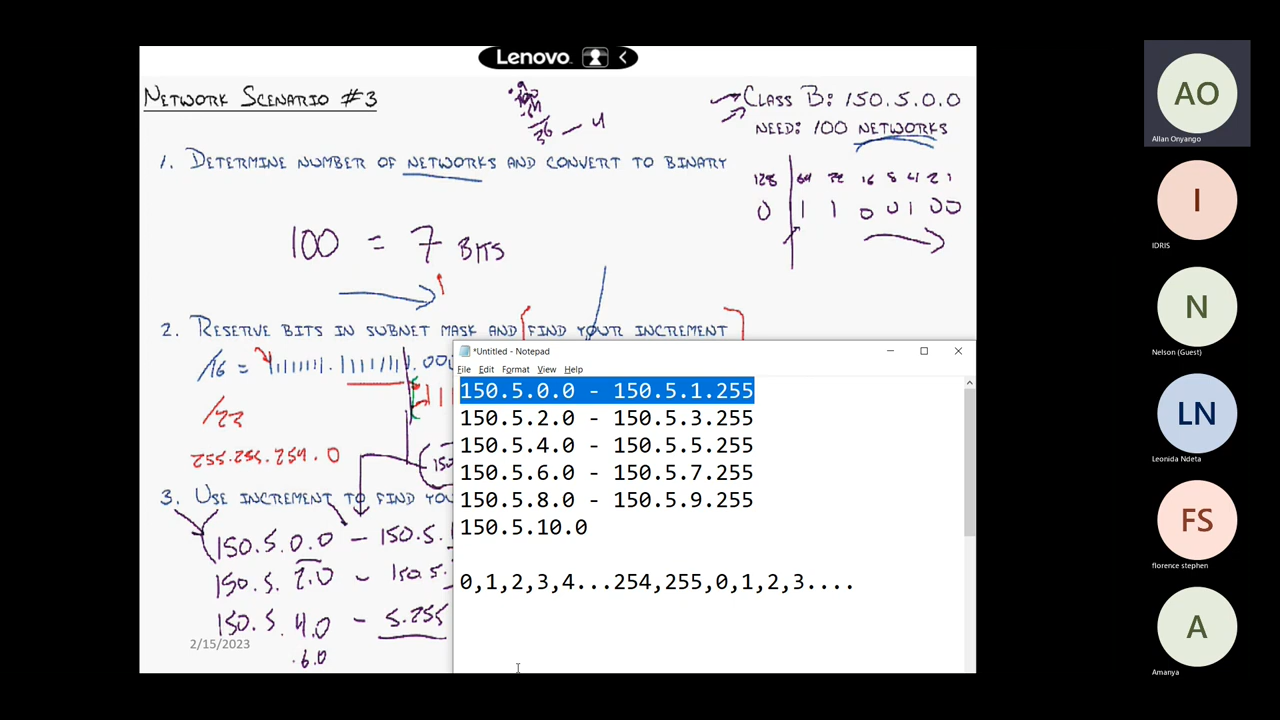 Lenovo
NETWORK SCENARIO #3
100
64
36 – 4
CLASS B: 150.5.0.0
NEED: 100 NETWORKS
1. DETERMINE NUMBER OF NETWORKS AND CONVERT TO BINARY
128 64 32 16 8 4 2 1
0 1 1 0 0 1 0 0
100 = 7 BITS
2. RESERVE BITS IN SUBNET MASK AND FIND YOUR INCREMENT
/16 = 11111111.11111111.00
255.255.254.0
3. USE INCREMENT TO FIND YOU
150.5.0.0 – 150.5.1
150.5.2.0 – 150.5.
150.5.4.0 – 5.255
.6.0
2/15/2023
*Untitled - Notepad
File Edit Format View Help
150.5.0.0 - 150.5.1.255
150.5.2.0 - 150.5.3.255
150.5.4.0 - 150.5.5.255
150.5.6.0 - 150.5.7.255
150.5.8.0 - 150.5.9.255
150.5.10.0
0,1,2,3,4...254,255,0,1,2,3....
AO
Allan Onyango
I
IDRIS
N
Nelson (Guest)
LN
Leonida Ndeta
FS
florence stephen
A
Amanya